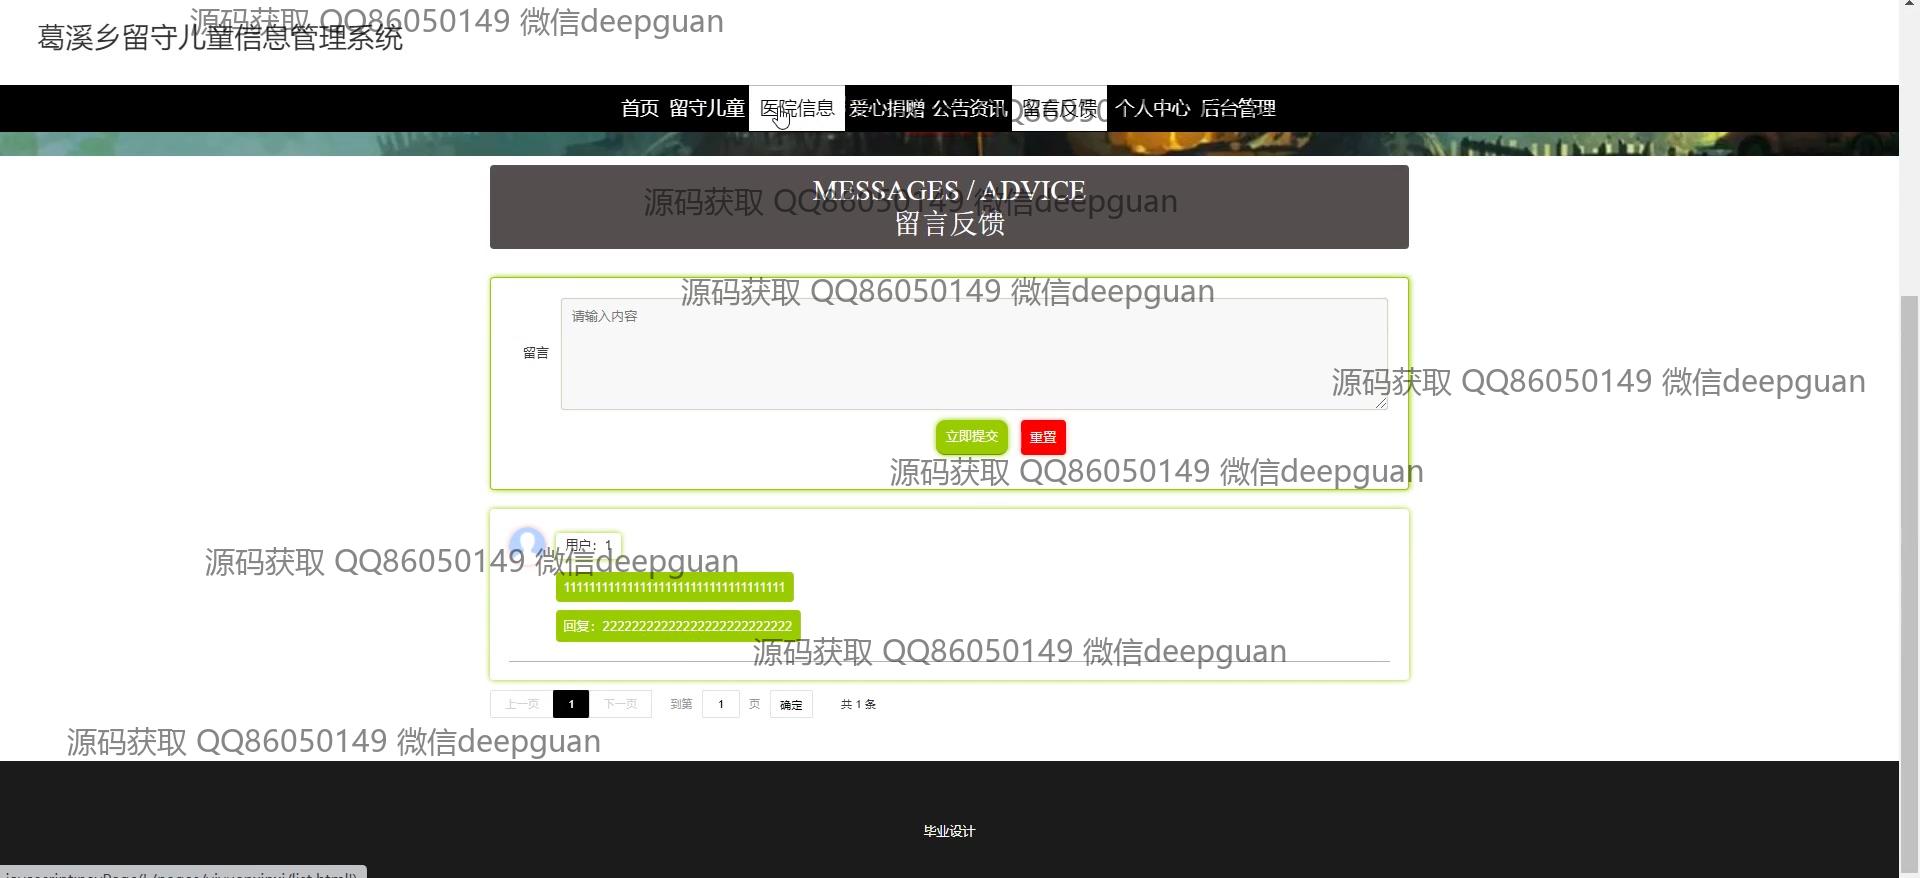 源码获取 QQ86050149 微信deepguan
葛溪乡留守儿童信息管理系统
首页 留守儿童 医院信息 爱心捐赠 公告资讯 留言反馈 个人中心 后台管理
MESSAGES / ADVICE
源码获取 QQ86050149 微信deepguan
留言反馈
源码获取 QQ86050149 微信deepguan
请输入内容
留言
源码获取 QQ86050149 微信deepguan
立即提交 重置
源码获取 QQ86050149 微信deepguan
用户：1
源码获取 QQ86050149 微信deepguan
回复：
源码获取 QQ86050149 微信deepguan
上一页 1 下一页 到第 1 页 确定 共 1 条
源码获取 QQ86050149 微信deepguan
毕业设计